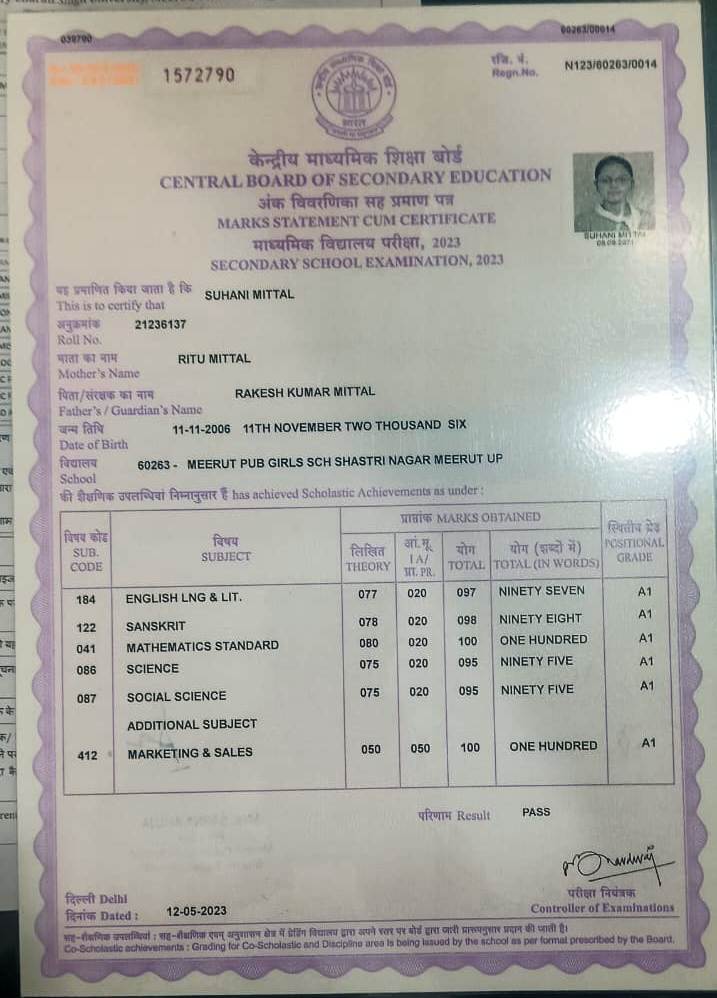 039790
60263/00014
1572790
रजि. नं.
Regn.No. N123/60263/0014
भारत
केन्द्रीय माध्यमिक शिक्षा बोर्ड
CENTRAL BOARD OF SECONDARY EDUCATION
अंक विवरणिका सह प्रमाण पत्र
MARKS STATEMENT CUM CERTIFICATE
माध्यमिक विद्यालय परीक्षा, 2023
SECONDARY SCHOOL EXAMINATION, 2023
SUHANI MITTAL
यह प्रमाणित किया जाता है कि SUHANI MITTAL
This is to certify that
अनुक्रमांक 21236137
Roll No.
माता का नाम RITU MITTAL
Mother's Name
पिता/संरक्षक का नाम RAKESH KUMAR MITTAL
Father's / Guardian's Name
जन्म तिथि 11-11-2006 11TH NOVEMBER TWO THOUSAND SIX
Date of Birth
विद्यालय 60263 - MEERUT PUB GIRLS SCH SHASTRI NAGAR MEERUT UP
School
की शैक्षणिक उपलब्धियां निम्नानुसार हैं has achieved Scholastic Achievements as under :
विषय कोड SUB. CODE
विषय SUBJECT
प्राप्तांक MARKS OBTAINED
लिखित THEORY
आं.मू. I A/ प्रा. PR.
योग TOTAL
योग (शब्दों में) TOTAL (IN WORDS)
स्थितीय ग्रेड POSITIONAL GRADE
184 ENGLISH LNG & LIT. 077 020 097 NINETY SEVEN A1
122 SANSKRIT 078 020 098 NINETY EIGHT A1
041 MATHEMATICS STANDARD 080 020 100 ONE HUNDRED A1
086 SCIENCE 075 020 095 NINETY FIVE A1
087 SOCIAL SCIENCE 075 020 095 NINETY FIVE A1
ADDITIONAL SUBJECT
412 MARKETING & SALES 050 050 100 ONE HUNDRED A1
परिणाम Result PASS
दिल्ली Delhi
दिनांक Dated : 12-05-2023
परीक्षा नियंत्रक
Controller of Examinations
सह-शैक्षणिक उपलब्धियां : सह-शैक्षणिक एवम् अनुशासन क्षेत्र में ग्रेडिंग विद्यालय द्वारा अपने स्तर पर बोर्ड द्वारा जारी प्रारूपनुसार प्रदान की जाती है।
Co-Scholastic achievements : Grading for Co-Scholastic and Discipline area is being issued by the school as per format prescribed by the Board.